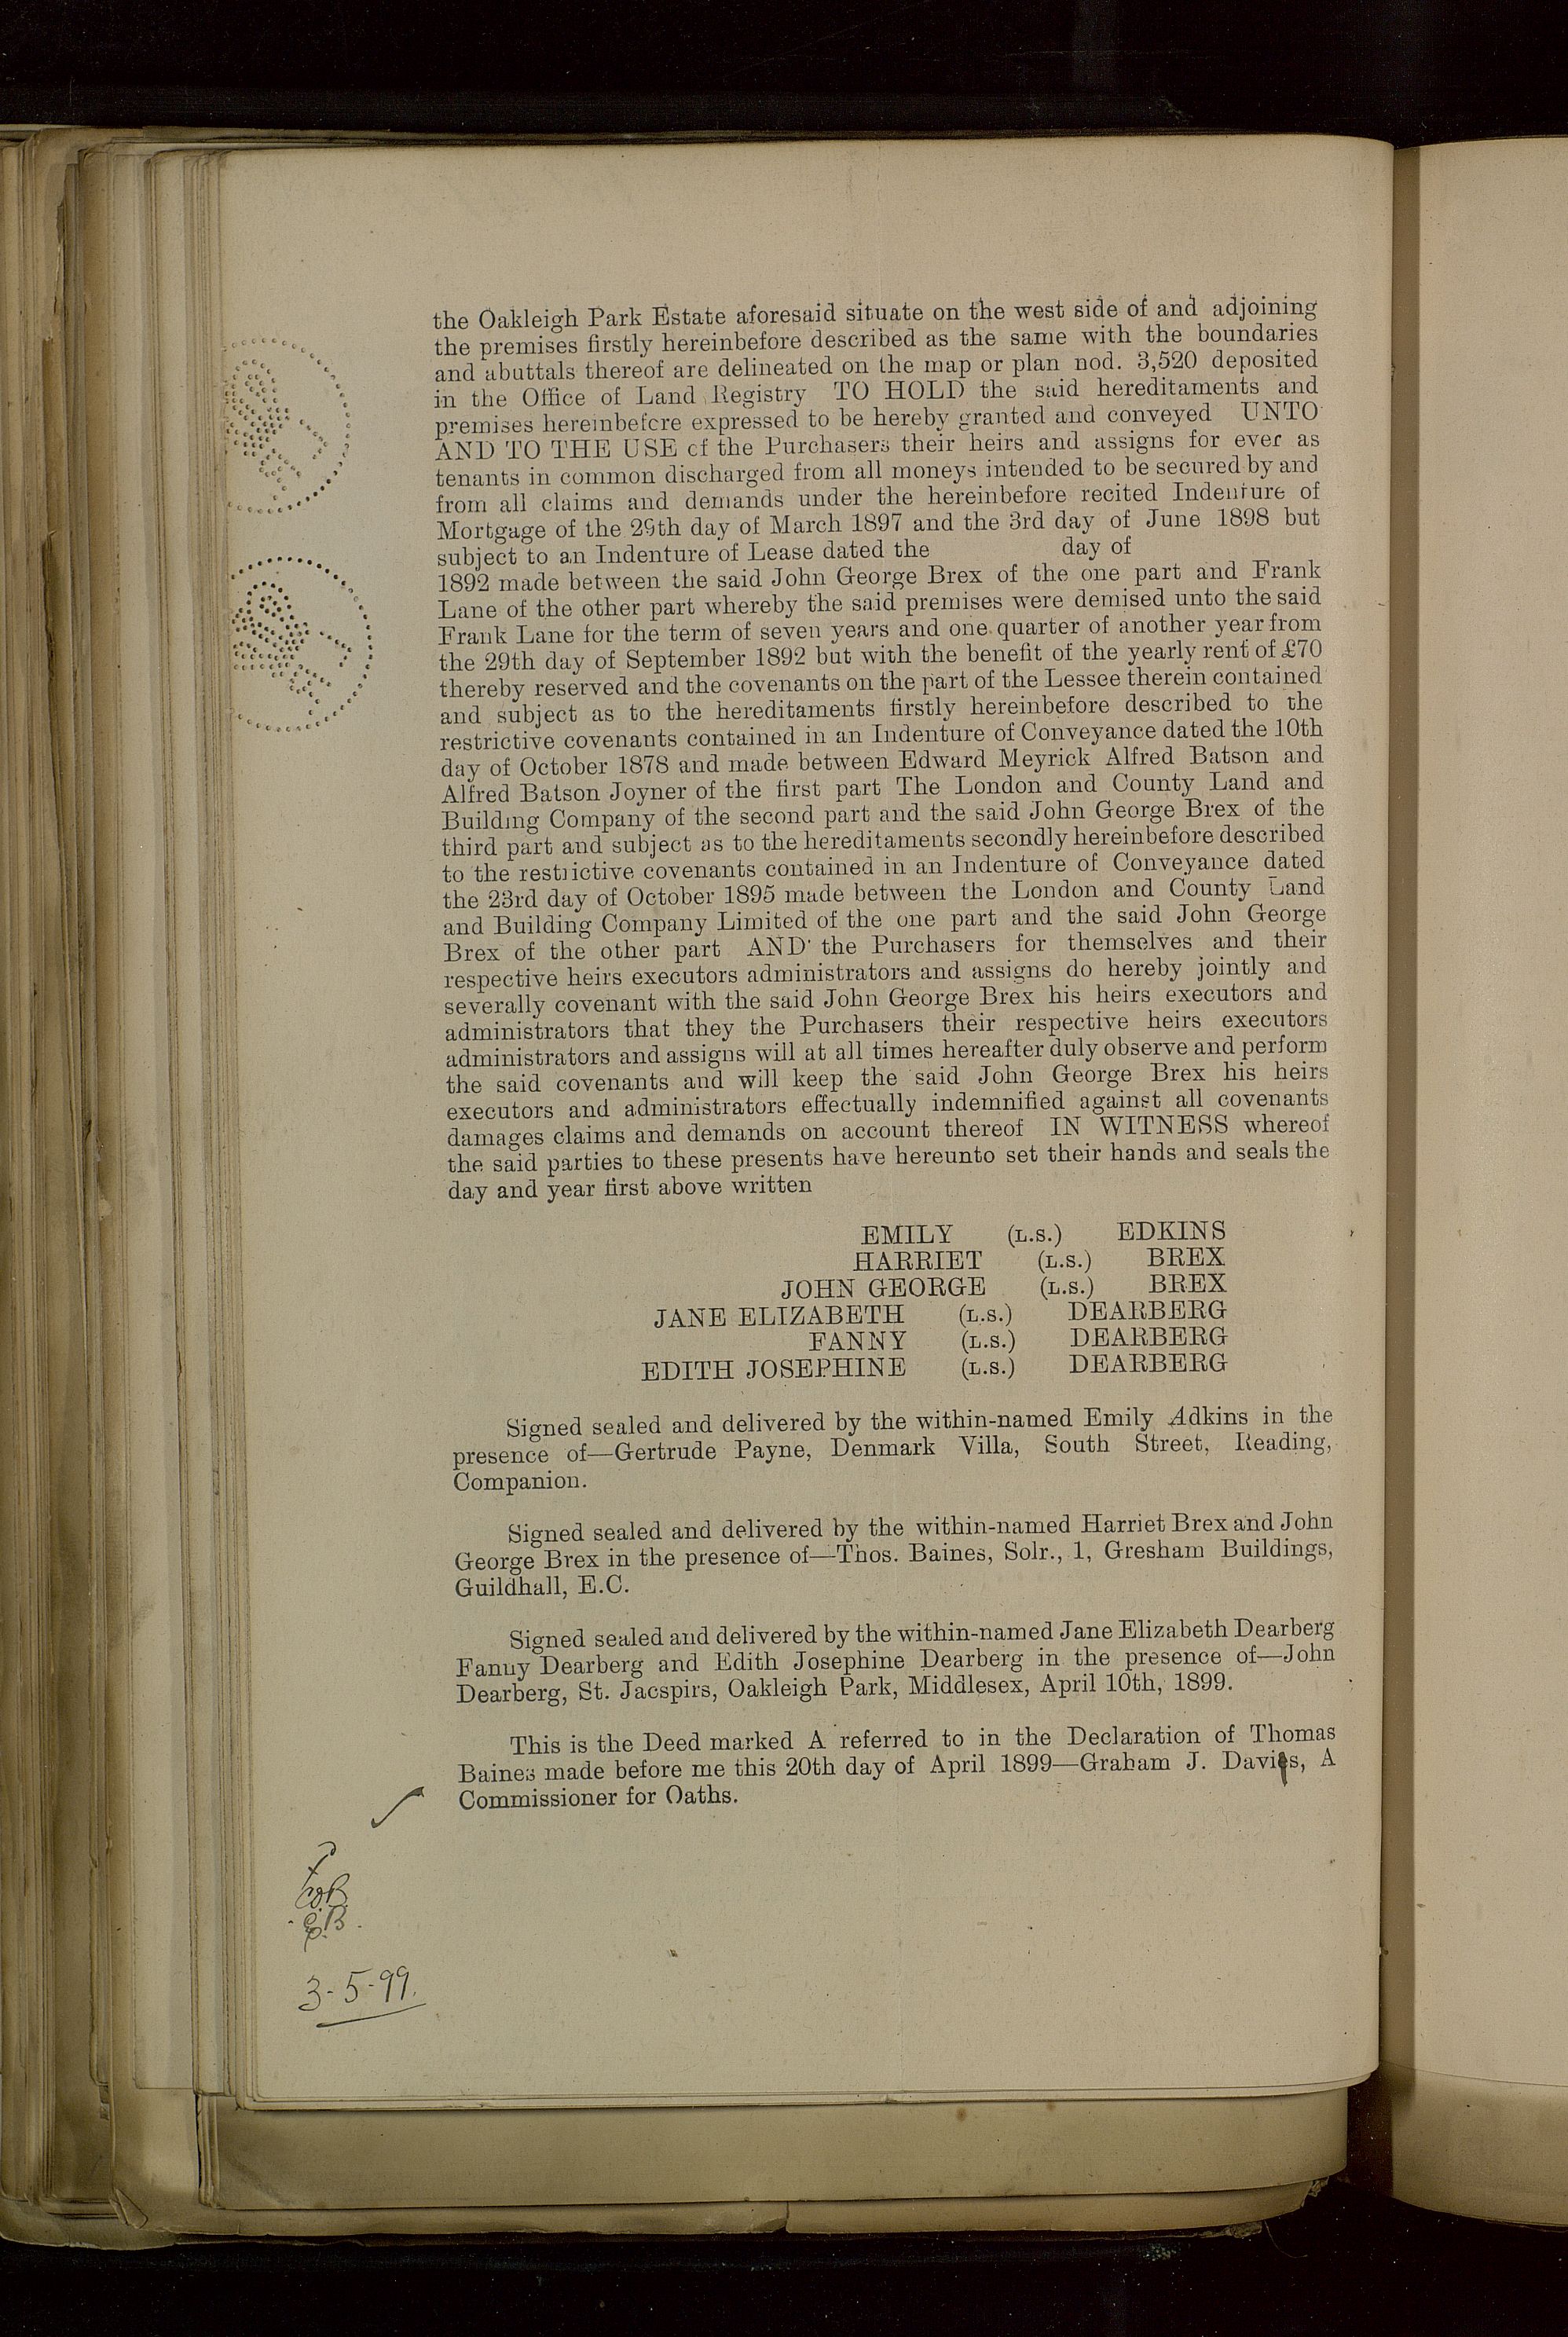 the Oakleigh Park Estate aforesaid situate on the west side of and adjoining
the premises firstly hereinbefore described as the same with the boundaries
and abuttals thereof are delineated on the map or plan nod. 3,520 deposited
in the Office of Land Registry TO HOLD the said hereditaments and
premises hereinbefore expressed to be hereby granted and conveyed UNTO
AND TO THE USE of the Purchasers their heirs and assigns for ever as
tenants in common discharged from all moneys intended to be secured by and
from all claims and demands under the hereinbefore recited Indenture of
Mortgage of the 29th day of March 1897 and the 3rd day of June 1898 but
subject to an Indenture of Lease dated the day of
1892 made between the said John George Brex of the one part and Frank
Lane of the other part whereby the said premises were demised unto the said
Frank Lane for the term of seven years and one quarter of another year from
the 29th day of September 1892 but with the benefit of the yearly rent of £70
thereby reserved and the covenants on the part of the Lessee therein contained
and subject as to the hereditaments firstly hereinbefore described to the
restrictive covenants contained in an Indenture of Conveyance dated the 10th
day of October 1878 and made between Edward Meyrick Alfred Batson and
Alfred Batson Joyner of the first part The London and County Land and
Building Company of the second part and the said John George Brex of the
third part and subject as to the hereditaments secondly hereinbefore described
to the restrictive covenants contained in an Indenture of Conveyance dated
the 23rd day of October 1895 made between the London and County Land
and Building Company Limited of the one part and the said John George
Brex of the other part AND the Purchasers for themselves and their
respective heirs executors administrators and assigns do hereby jointly and
severally covenant with the said John George Brex his heirs executors and
administrators that they the Purchasers their respective heirs executors
administrators and assigns will at all times hereafter duly observe and perform
the said covenants and will keep the said John George Brex his heirs
executors and administrators effectually indemnified against all covenants
damages claims and demands on account thereof IN WITNESS whereof
the said parties to these presents have hereunto set their hands and seals the
day and year first above written
EMILY (L.S.) EDKINS
HARRIET (L.S.) BREX
JOHN GEORGE (L.S.) BREX
JANE ELIZABETH (L.S.) DEARBERG
FANNY (L.S.) DEARBERG
EDITH JOSEPHINE (L.S.) DEARBERG
Signed sealed and delivered by the within-named Emily Adkins in the
presence of—Gertrude Payne, Denmark Villa, South Street, Reading,
Companion.
Signed sealed and delivered by the within-named Harriet Brex and John
George Brex in the presence of—Thos. Baines, Solr., 1, Gresham Buildings,
Guildhall, E.C.
Signed sealed and delivered by the within-named Jane Elizabeth Dearberg
Fanny Dearberg and Edith Josephine Dearberg in the presence of—John
Dearberg, St. Jacspirs, Oakleigh Park, Middlesex, April 10th, 1899.
This is the Deed marked A referred to in the Declaration of Thomas
Baines made before me this 20th day of April 1899—Graham J. Davies, A
Commissioner for Oaths.
3-5-99.